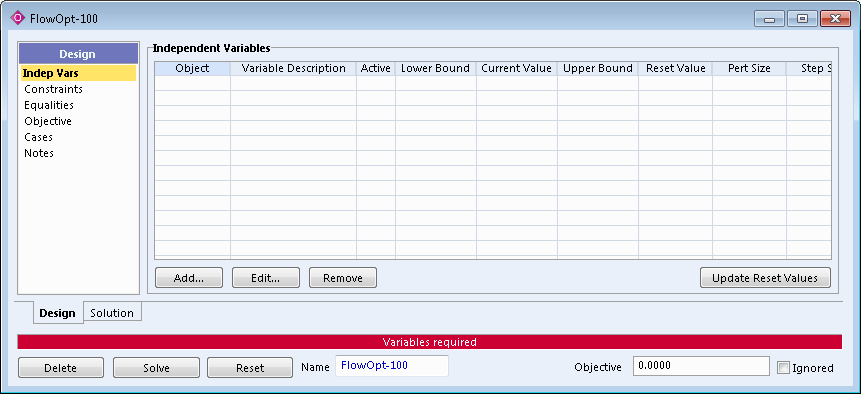 FlowOpt-100
Design
Indep Vars
Constraints
Equalities
Objective
Cases
Notes
Independent Variables
Object Variable Description Active Lower Bound Current Value Upper Bound Reset Value Pert Size Step S
Add... Edit... Remove Update Reset Values
Design Solution
Variables required
Delete Solve Reset Name FlowOpt-100 Objective 0.0000 Ignored